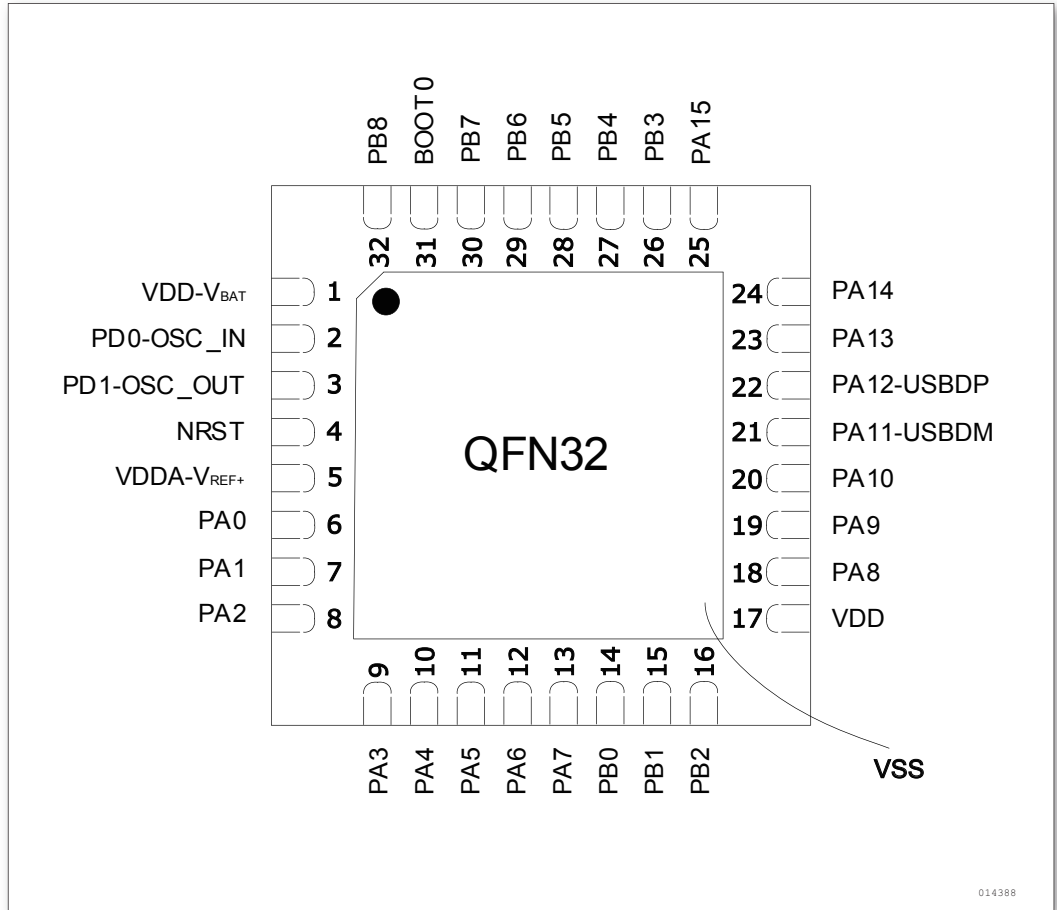 PB8
BOOT0
PB7
PB6
PB5
PB4
PB3
PA15
32
31
30
29
28
27
26
25
VDD-VBAT 1
PD0-OSC_IN 2
PD1-OSC_OUT 3
NRST 4
VDDA-VREF+ 5
PA0 6
PA1 7
PA2 8
QFN32
24 PA14
23 PA13
22 PA12-USBDP
21 PA11-USBDM
20 PA10
19 PA9
18 PA8
17 VDD
9
10
11
12
13
14
15
16
PA3
PA4
PA5
PA6
PA7
PB0
PB1
PB2
VSS
014388